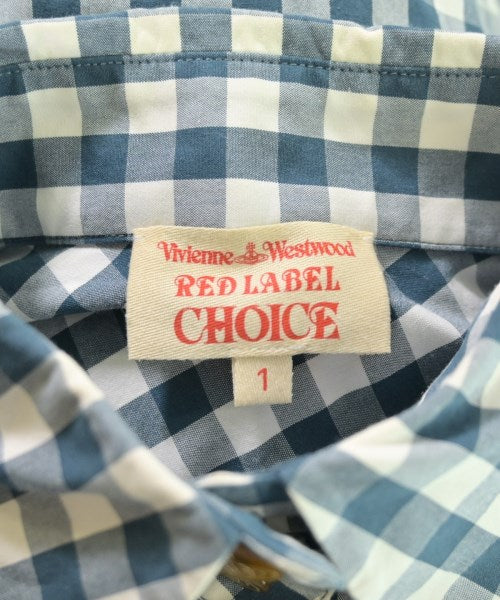 Vivienne Westwood
RED LABEL
CHOICE
1